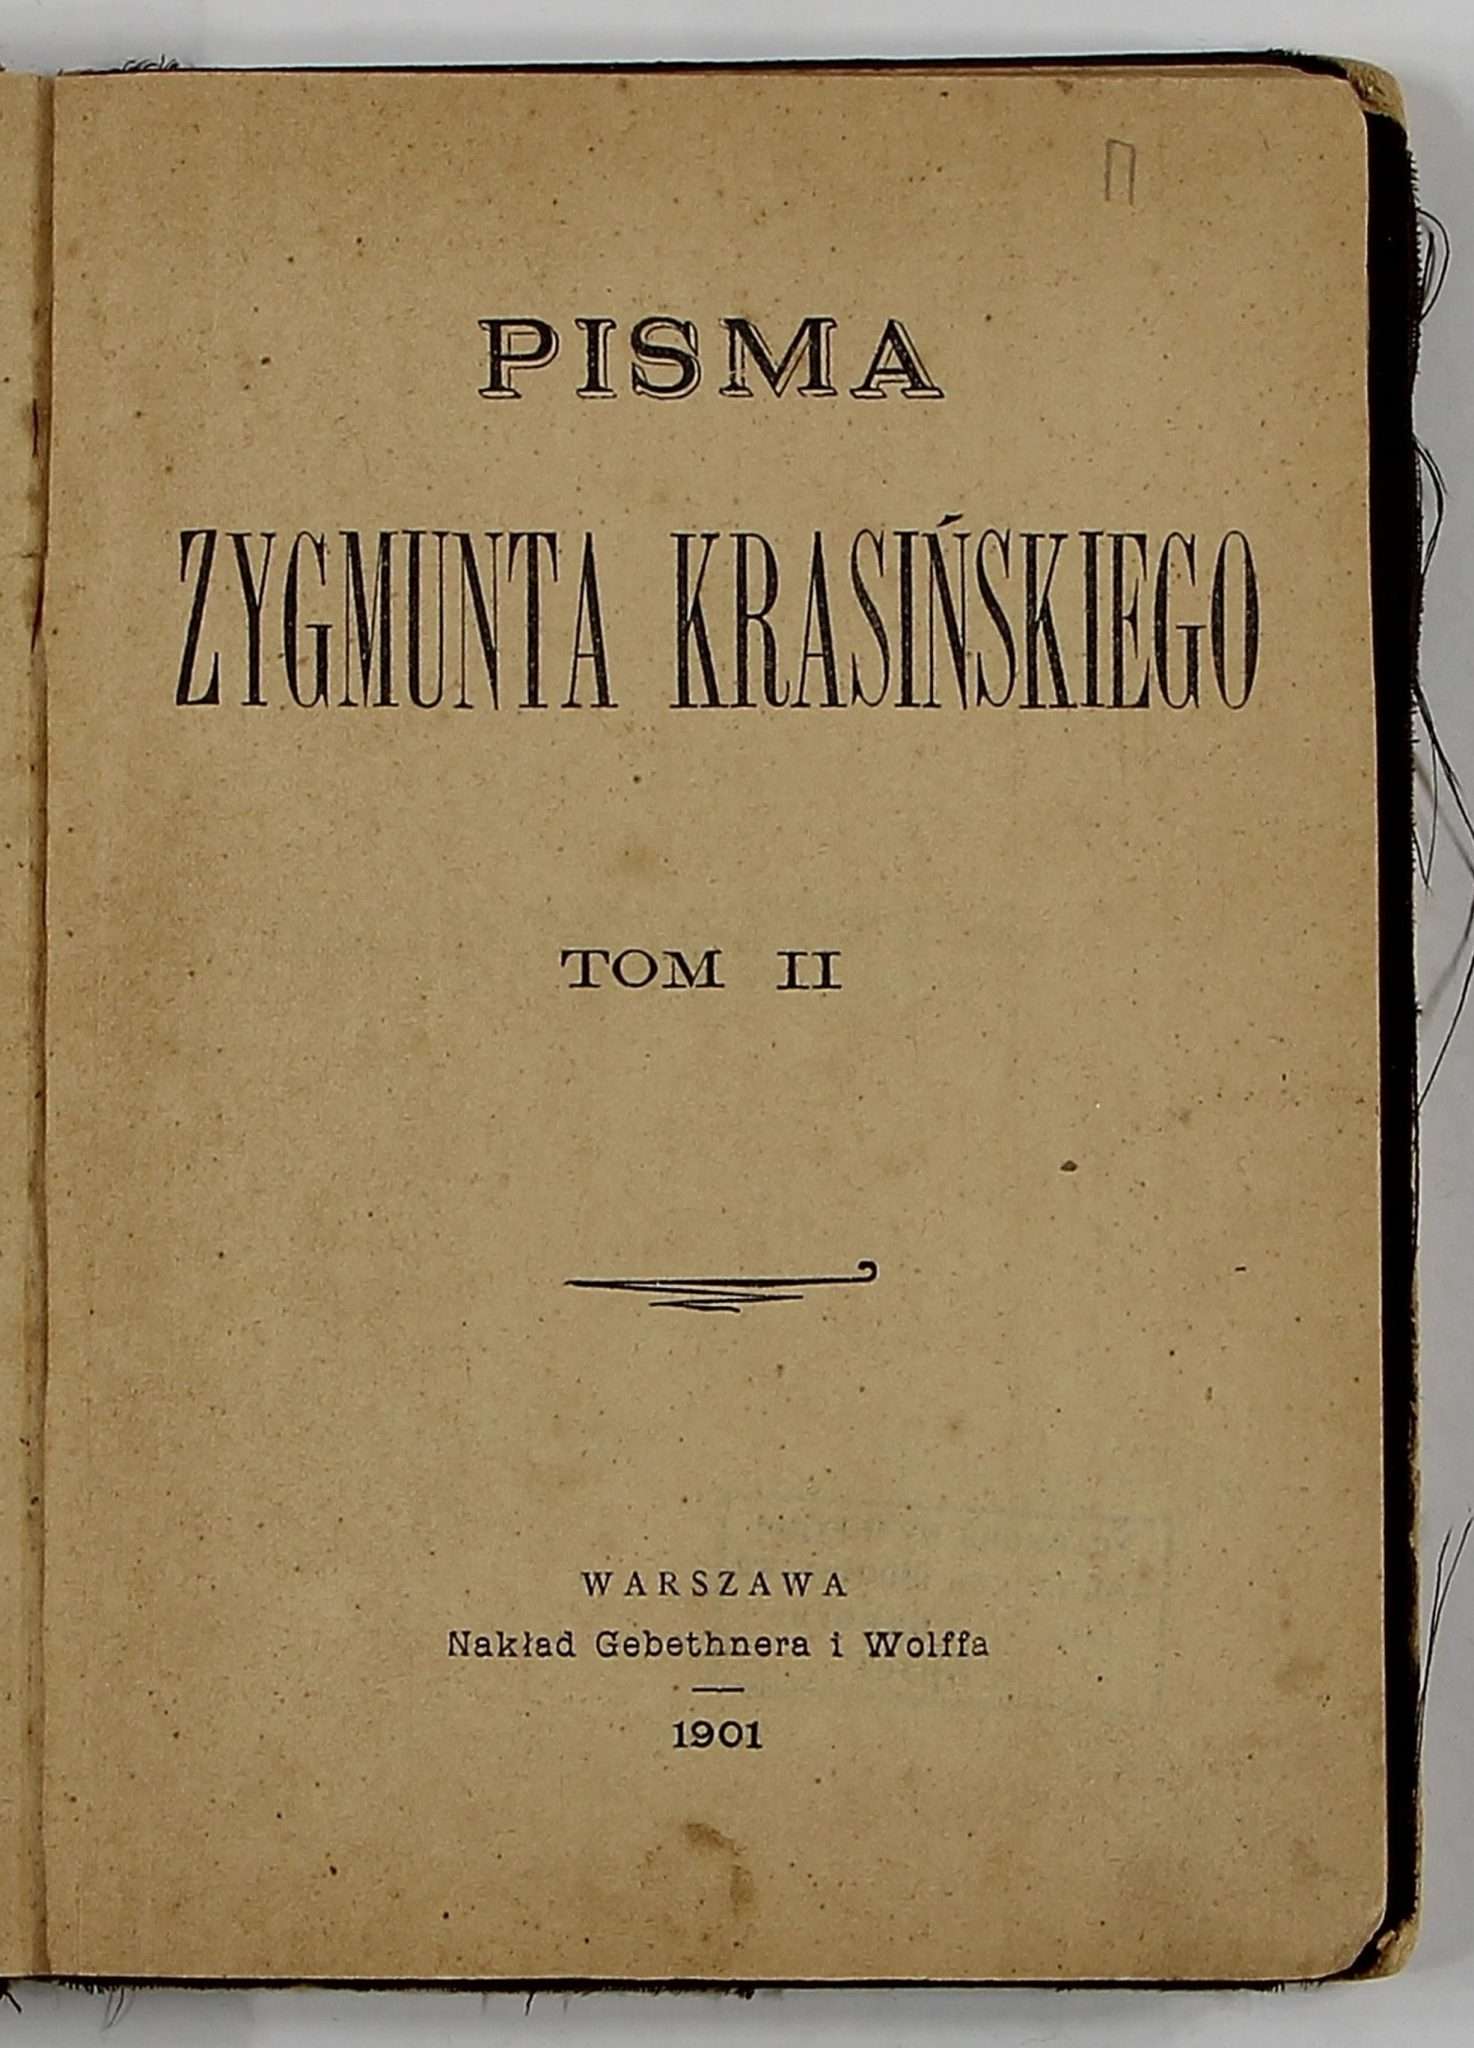 П
PISMA
ZYGMUNTA KRASIŃSKIEGO
TOM II
WARSZAWA
Nakład Gebethnera i Wolffa
1901